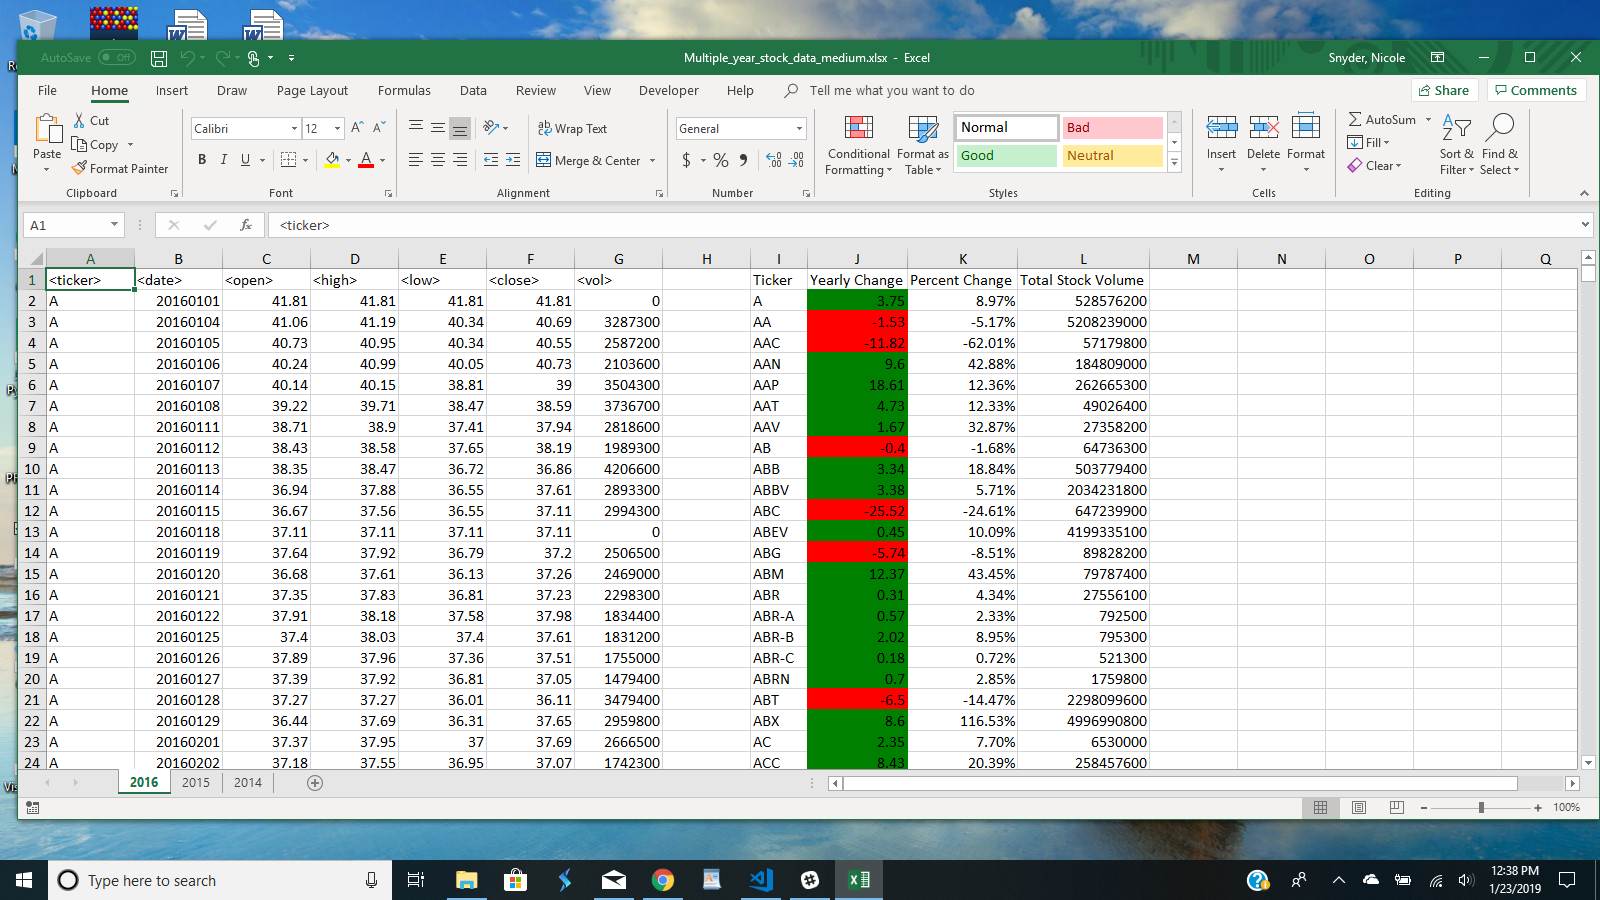 AutoSave Off
Multiple_year_stock_data_medium.xlsx - Excel
Snyder, Nicole
File Home Insert Draw Page Layout Formulas Data Review View Developer Help Tell me what you want to do Share Comments
Paste
Cut
Copy
Format Painter
Clipboard
Calibri 12
B I U
Font
Wrap Text
Merge & Center
Alignment
General
$ % ,
Number
Conditional Formatting
Format as Table
Normal Bad
Good Neutral
Styles
Insert Delete Format
Cells
AutoSum
Fill
Clear
Sort & Filter
Find & Select
Editing
A1 fx <ticker>
A B C D E F G H I J K L M N O P Q
1 <ticker> <date> <open> <high> <low> <close> <vol> Ticker Yearly Change Percent Change Total Stock Volume
2 A 20160101 41.81 41.81 41.81 41.81 0 A 3.75 8.97% 528576200
3 A 20160104 41.06 41.19 40.34 40.69 3287300 AA -1.53 -5.17% 5208239000
4 A 20160105 40.73 40.95 40.34 40.55 2587200 AAC -11.82 -62.01% 57179800
5 A 20160106 40.24 40.99 40.05 40.73 2103600 AAN 9.6 42.88% 184809000
6 A 20160107 40.14 40.15 38.81 39 3504300 AAP 18.61 12.36% 262665300
7 A 20160108 39.22 39.71 38.47 38.59 3736700 AAT 4.73 12.33% 49026400
8 A 20160111 38.71 38.9 37.41 37.94 2818600 AAV 1.67 32.87% 27358200
9 A 20160112 38.43 38.58 37.65 38.19 1989300 AB -0.4 -1.68% 64736300
10 A 20160113 38.35 38.47 36.72 36.86 4206600 ABB 3.34 18.84% 503779400
11 A 20160114 36.94 37.88 36.55 37.61 2893300 ABBV 3.38 5.71% 2034231800
12 A 20160115 36.67 37.56 36.55 37.11 2994300 ABC -25.52 -24.61% 647239900
13 A 20160118 37.11 37.11 37.11 37.11 0 ABEV 0.45 10.09% 4199335100
14 A 20160119 37.64 37.92 36.79 37.2 2506500 ABG -5.74 -8.51% 89828200
15 A 20160120 36.68 37.61 36.13 37.26 2469000 ABM 12.37 43.45% 79787400
16 A 20160121 37.35 37.83 36.81 37.23 2298300 ABR 0.31 4.34% 27556100
17 A 20160122 37.91 38.18 37.58 37.98 1834400 ABR-A 0.57 2.33% 792500
18 A 20160125 37.4 38.03 37.4 37.61 1831200 ABR-B 2.02 8.95% 795300
19 A 20160126 37.89 37.96 37.36 37.51 1755000 ABR-C 0.18 0.72% 521300
20 A 20160127 37.39 37.92 36.81 37.05 1479400 ABRN 0.7 2.85% 1759800
21 A 20160128 37.27 37.27 36.01 36.11 3479400 ABT -6.5 -14.47% 2298099600
22 A 20160129 36.44 37.69 36.31 37.65 2959800 ABX 8.6 116.53% 4996990800
23 A 20160201 37.37 37.95 37 37.69 2666500 AC 2.35 7.70% 6530000
24 A 20160202 37.18 37.55 36.95 37.07 1742300 ACC 8.43 20.39% 258457600
2016 2015 2014
100%
Type here to search
12:38 PM
1/23/2019